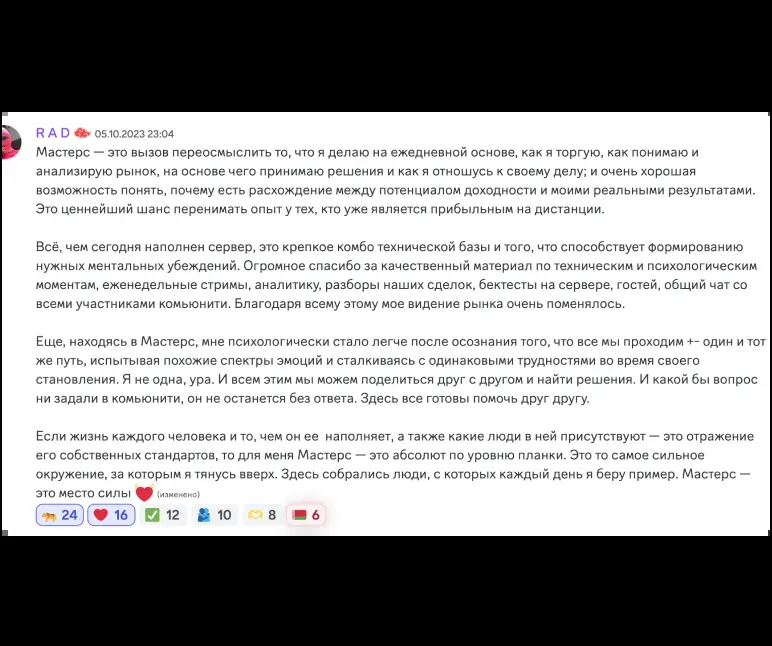 R A D 05.10.2023 23:04
Мастерс — это вызов переосмыслить то, что я делаю на ежедневной основе, как я торгую, как понимаю и
анализирую рынок, на основе чего принимаю решения и как я отношусь к своему делу; и очень хорошая
возможность понять, почему есть расхождение между потенциалом доходности и моими реальными результатами.
Это ценнейший шанс перенимать опыт у тех, кто уже является прибыльным на дистанции.
Всё, чем сегодня наполнен сервер, это крепкое комбо технической базы и того, что способствует формированию
нужных ментальных убеждений. Огромное спасибо за качественный материал по техническим и психологическим
моментам, еженедельные стримы, аналитику, разборы наших сделок, бектесты на сервере, гостей, общий чат со
всеми участниками комьюнити. Благодаря всему этому мое видение рынка очень поменялось.
Еще, находясь в Мастерс, мне психологически стало легче после осознания того, что все мы проходим +- один и тот
же путь, испытывая похожие спектры эмоций и сталкиваясь с одинаковыми трудностями во время своего
становления. Я не одна, ура. И всем этим мы можем поделиться друг с другом и найти решения. И какой бы вопрос
ни задали в комьюнити, он не останется без ответа. Здесь все готовы помочь друг другу.
Если жизнь каждого человека и то, чем он ее  наполняет, а также какие люди в ней присутствуют — это отражение
его собственных стандартов, то для меня Мастерс — это абсолют по уровню планки. Это то самое сильное
окружение, за которым я тянусь вверх. Здесь собрались люди, с которых каждый день я беру пример. Мастерс —
это место силы ❤️ (изменено)
24 16 12 10 8 6